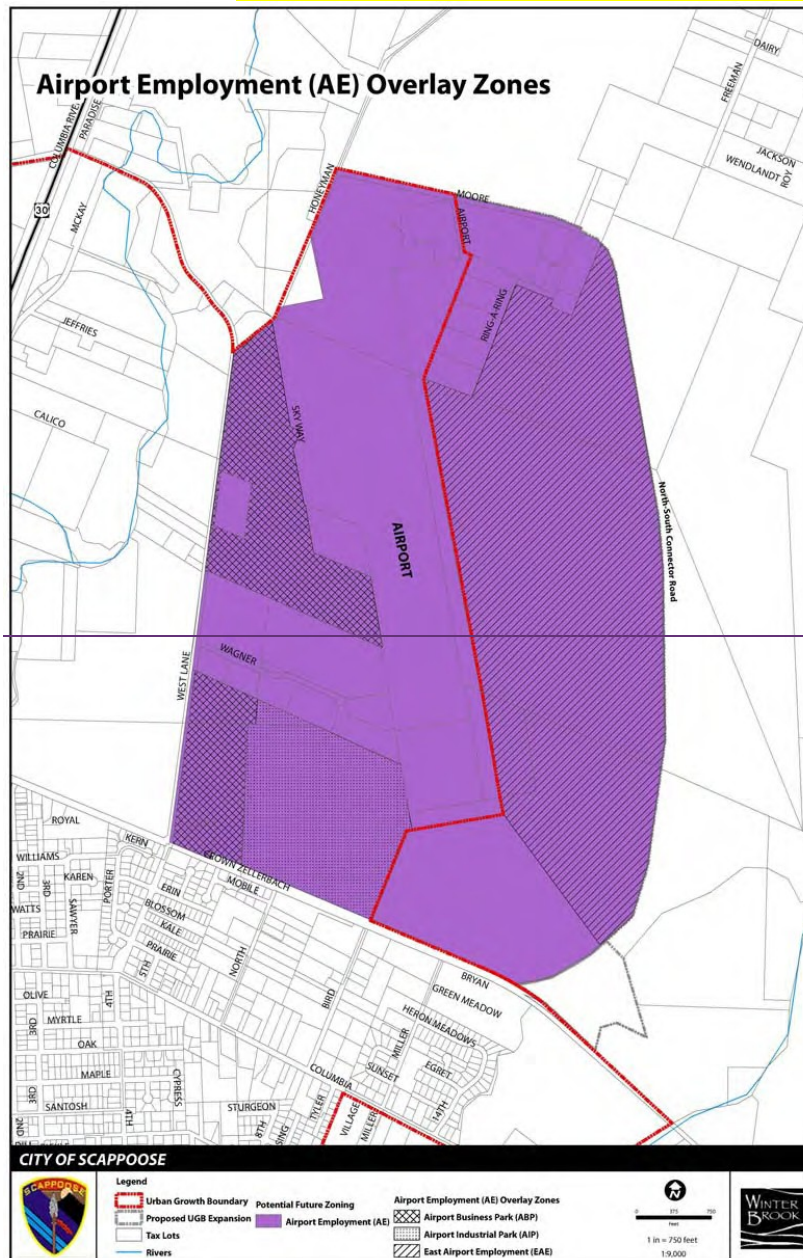 Airport Employment (AE) Overlay Zones
DAIRY
FREEMAN
COLUMBIA RIVER
PARADISE
JACKSON
WENDLANDT
ROY
30
MCKAY
HONEYMAN
MOORE
AIRPORT
JEFFRIES
RING-A-RING
CALICO
SKY WAY
AIRPORT
North-South Connector Road
WAGNER
WEST LANE
ROYAL
KERN
WILLIAMS
CROWN ZELLERBACH
2ND
3RD
KAREN
PORTER
ERIN
MOBILE
WATTS
SAWYER
BLOSSOM
KALE
PRAIRIE
PRAIRIE
5TH
NORTH
BIRD
BRYAN
GREEN MEADOW
OLIVE
4TH
HERON MEADOWS
3RD
MYRTLE
OAK
MILLER
MAPLE
CYPRESS
COLUMBIA
SUNSET
EGRET
3RD
SANTOSH
4TH
STURGEON
8TH
TYLER
VILLAGE
MILLER
14TH
2ND
CITY OF SCAPPOOSE
SCAPPOOSE
Legend
Urban Growth Boundary
Proposed UGB Expansion
Tax Lots
Rivers
Potential Future Zoning
Airport Employment (AE)
Airport Employment (AE) Overlay Zones
Airport Business Park (ABP)
Airport Industrial Park (AIP)
East Airport Employment (EAE)
N
0 375 750
Feet
1 in = 750 feet
1:9,000
WINTER
BROOK